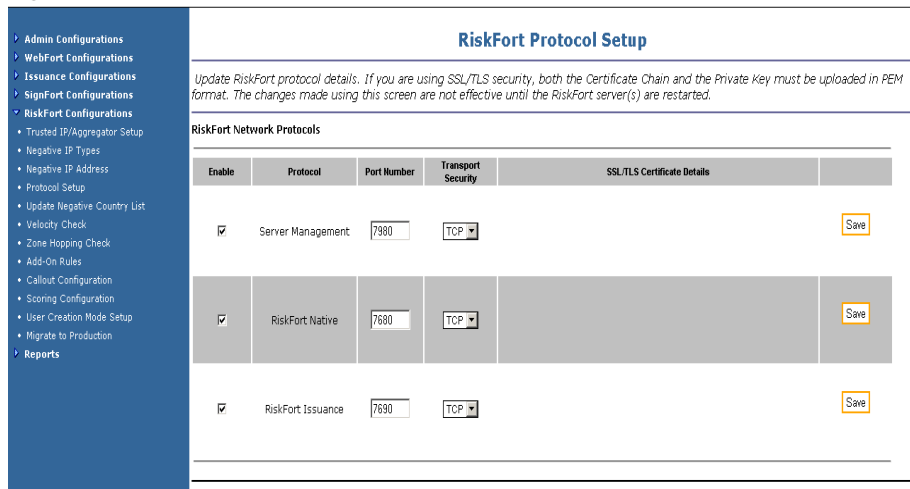 Admin Configurations
WebFort Configurations
Issuance Configurations
SignFort Configurations
RiskFort Configurations
Trusted IP/Aggregator Setup
Negative IP Types
Negative IP Address
Protocol Setup
Update Negative Country List
Velocity Check
Zone Hopping Check
Add-On Rules
Callout Configuration
Scoring Configuration
User Creation Mode Setup
Migrate to Production
Reports
RiskFort Protocol Setup
Update RiskFort protocol details. If you are using SSL/TLS security, both the Certificate Chain and the Private Key must be uploaded in PEM
format. The changes made using this screen are not effective until the RiskFort server(s) are restarted.
RiskFort Network Protocols
Enable Protocol Port Number Transport Security SSL/TLS Certificate Details
Server Management 7980 TCP Save
RiskFort Native 7680 TCP Save
RiskFort Issuance 7690 TCP Save